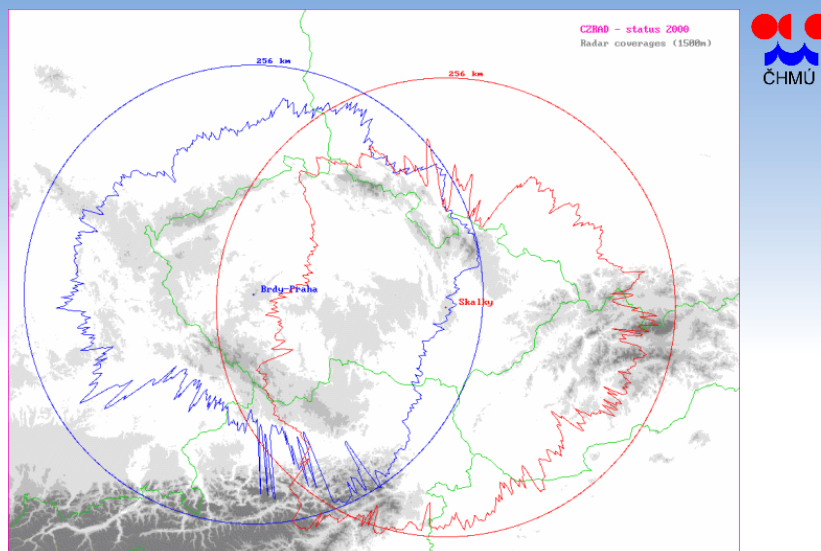 CZRAD - status 2000
Radar coverages (1500m)
ČHMÚ
256 km
256 km
Brdy-Praha
Skalky